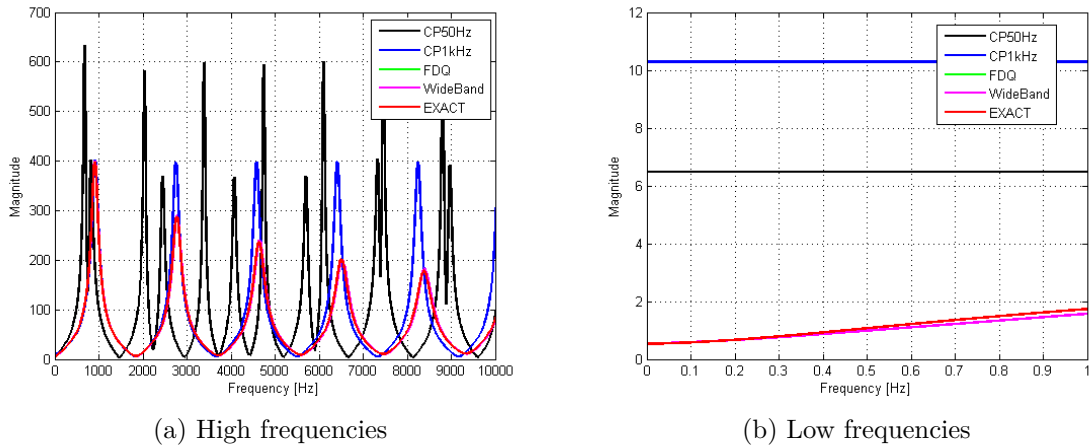 700
600
500
400
300
200
100
0
Magnitude
0 1000 2000 3000 4000 5000 6000 7000 8000 9000 10000
Frequency [Hz]
CP50Hz
CP1kHz
FDQ
WideBand
EXACT
(a) High frequencies
12
10
8
6
4
2
0
Magnitude
0 0.1 0.2 0.3 0.4 0.5 0.6 0.7 0.8 0.9 1
Frequency [Hz]
CP50Hz
CP1kHz
FDQ
WideBand
EXACT
(b) Low frequencies